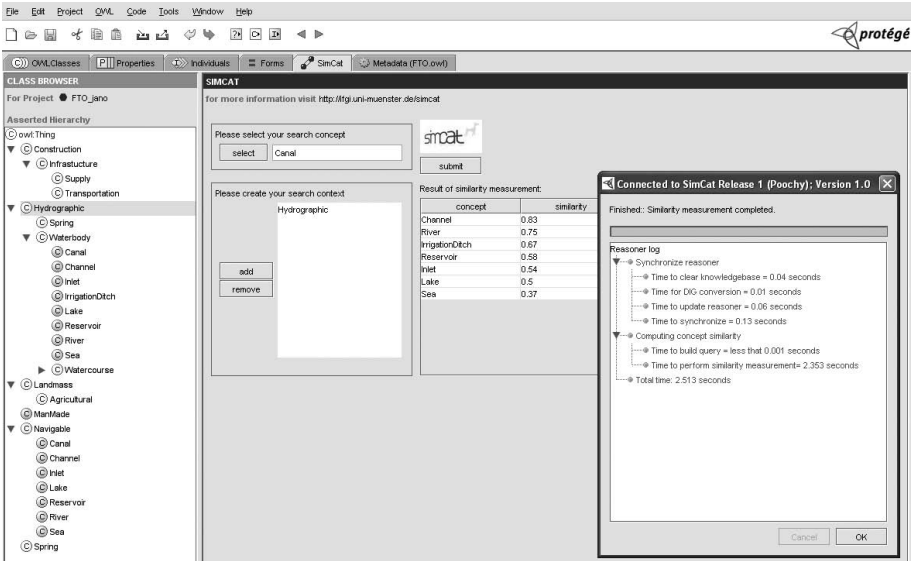 File Edit Project OWL Code Tools Window Help
protégé
OWLClasses Properties Individuals Forms SimCat Metadata (FTO.owl)
CLASS BROWSER
For Project FTO_jano
Asserted Hierarchy
owl:Thing
Construction
Infrastucture
Supply
Transportation
Hydrographic
Spring
Waterbody
Canal
Channel
Inlet
IrrigationDitch
Lake
Reservoir
River
Sea
Watercourse
Landmass
Agricultural
ManMade
Navigable
Canal
Channel
Inlet
Lake
Reservoir
River
Sea
Spring
SIMCAT
for more information visit http://ifgi.uni-muenster.de/simcat
Please select your search concept
select Canal
simcat
submit
Please create your search context
Hydrographic
add
remove
Result of similarity measurement:
concept similarity
Channel 0.83
River 0.75
IrrigationDitch 0.67
Reservoir 0.58
Inlet 0.54
Lake 0.5
Sea 0.37
Connected to SimCat Release 1 (Poochy); Version 1.0
Finished:: Similarity measurement completed.
Reasoner log
Synchronize reasoner
Time to clear knowledgebase = 0.04 seconds
Time for DIG conversion = 0.01 seconds
Time to update reasoner = 0.06 seconds
Time to synchronize = 0.13 seconds
Computing concept similarity
Time to build query = less that 0.001 seconds
Time to perform similarity measurement= 2.353 seconds
Total time: 2.513 seconds
Cancel OK